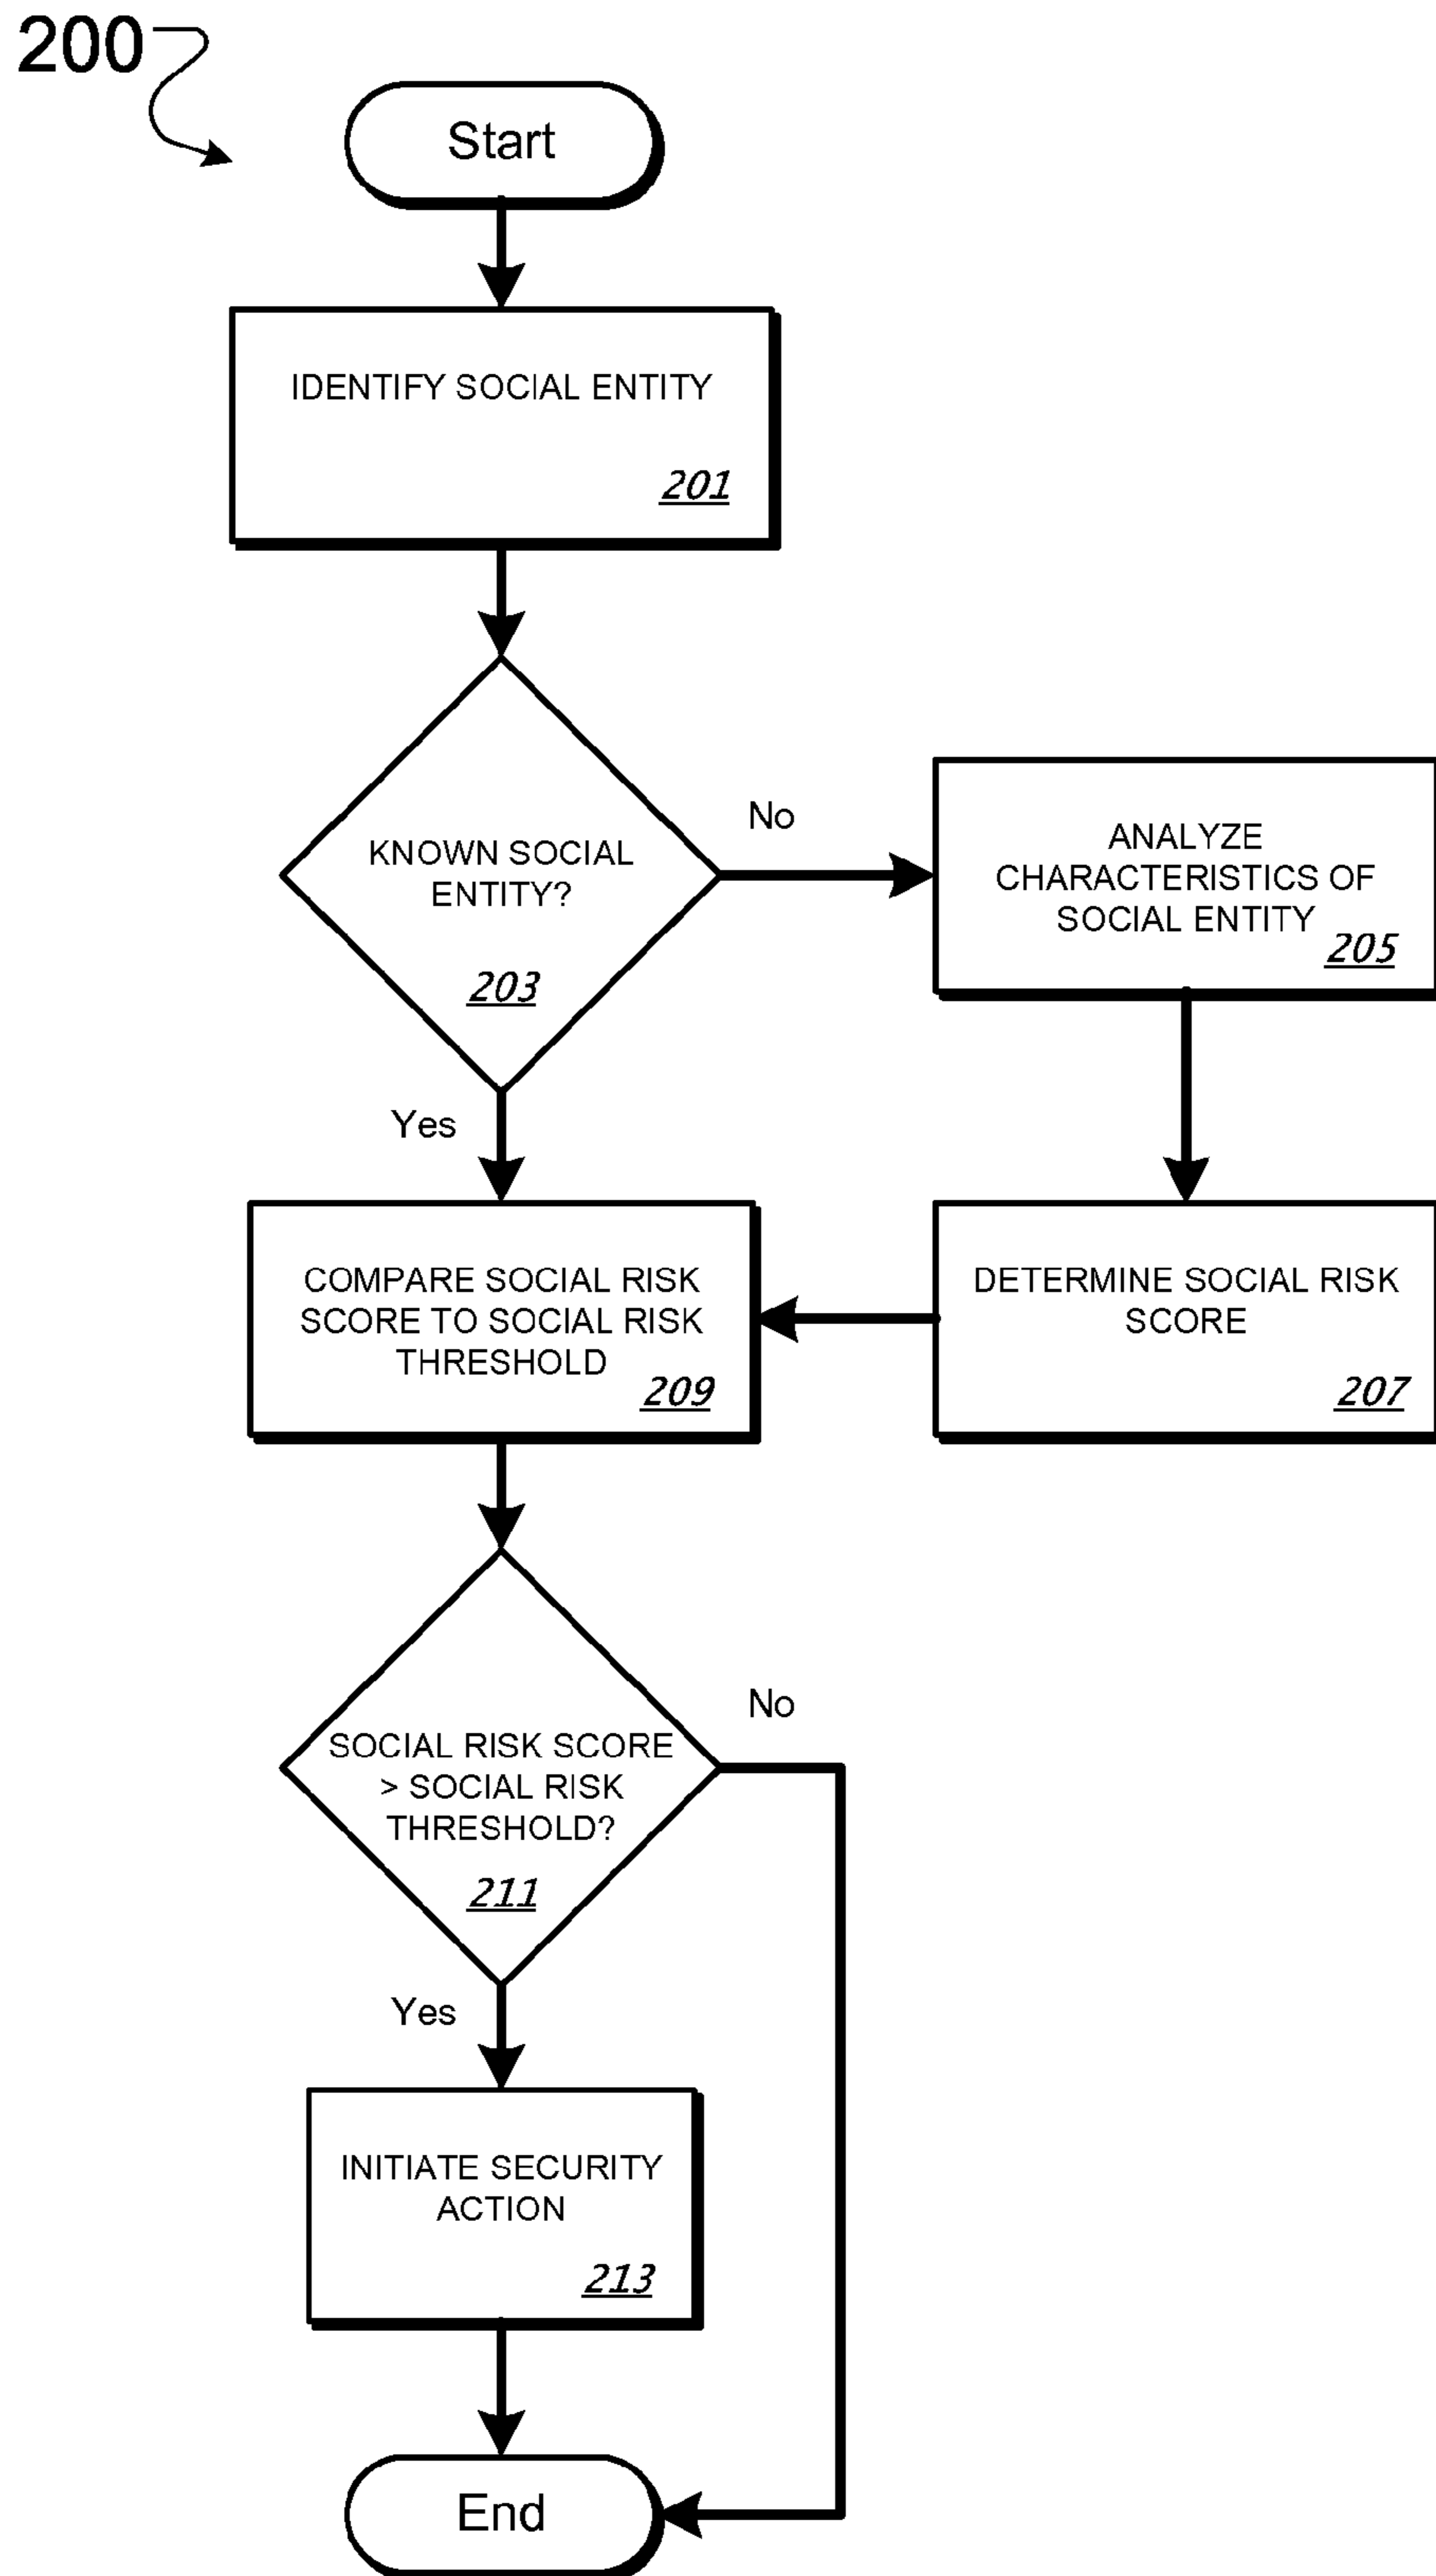 200
Start
IDENTIFY SOCIAL ENTITY
201
KNOWN SOCIAL
ENTITY?
203
No
Yes
ANALYZE
CHARACTERISTICS OF
SOCIAL ENTITY
205
DETERMINE SOCIAL RISK
SCORE
207
COMPARE SOCIAL RISK
SCORE TO SOCIAL RISK
THRESHOLD
209
SOCIAL RISK SCORE
> SOCIAL RISK
THRESHOLD?
211
No
Yes
INITIATE SECURITY
ACTION
213
End